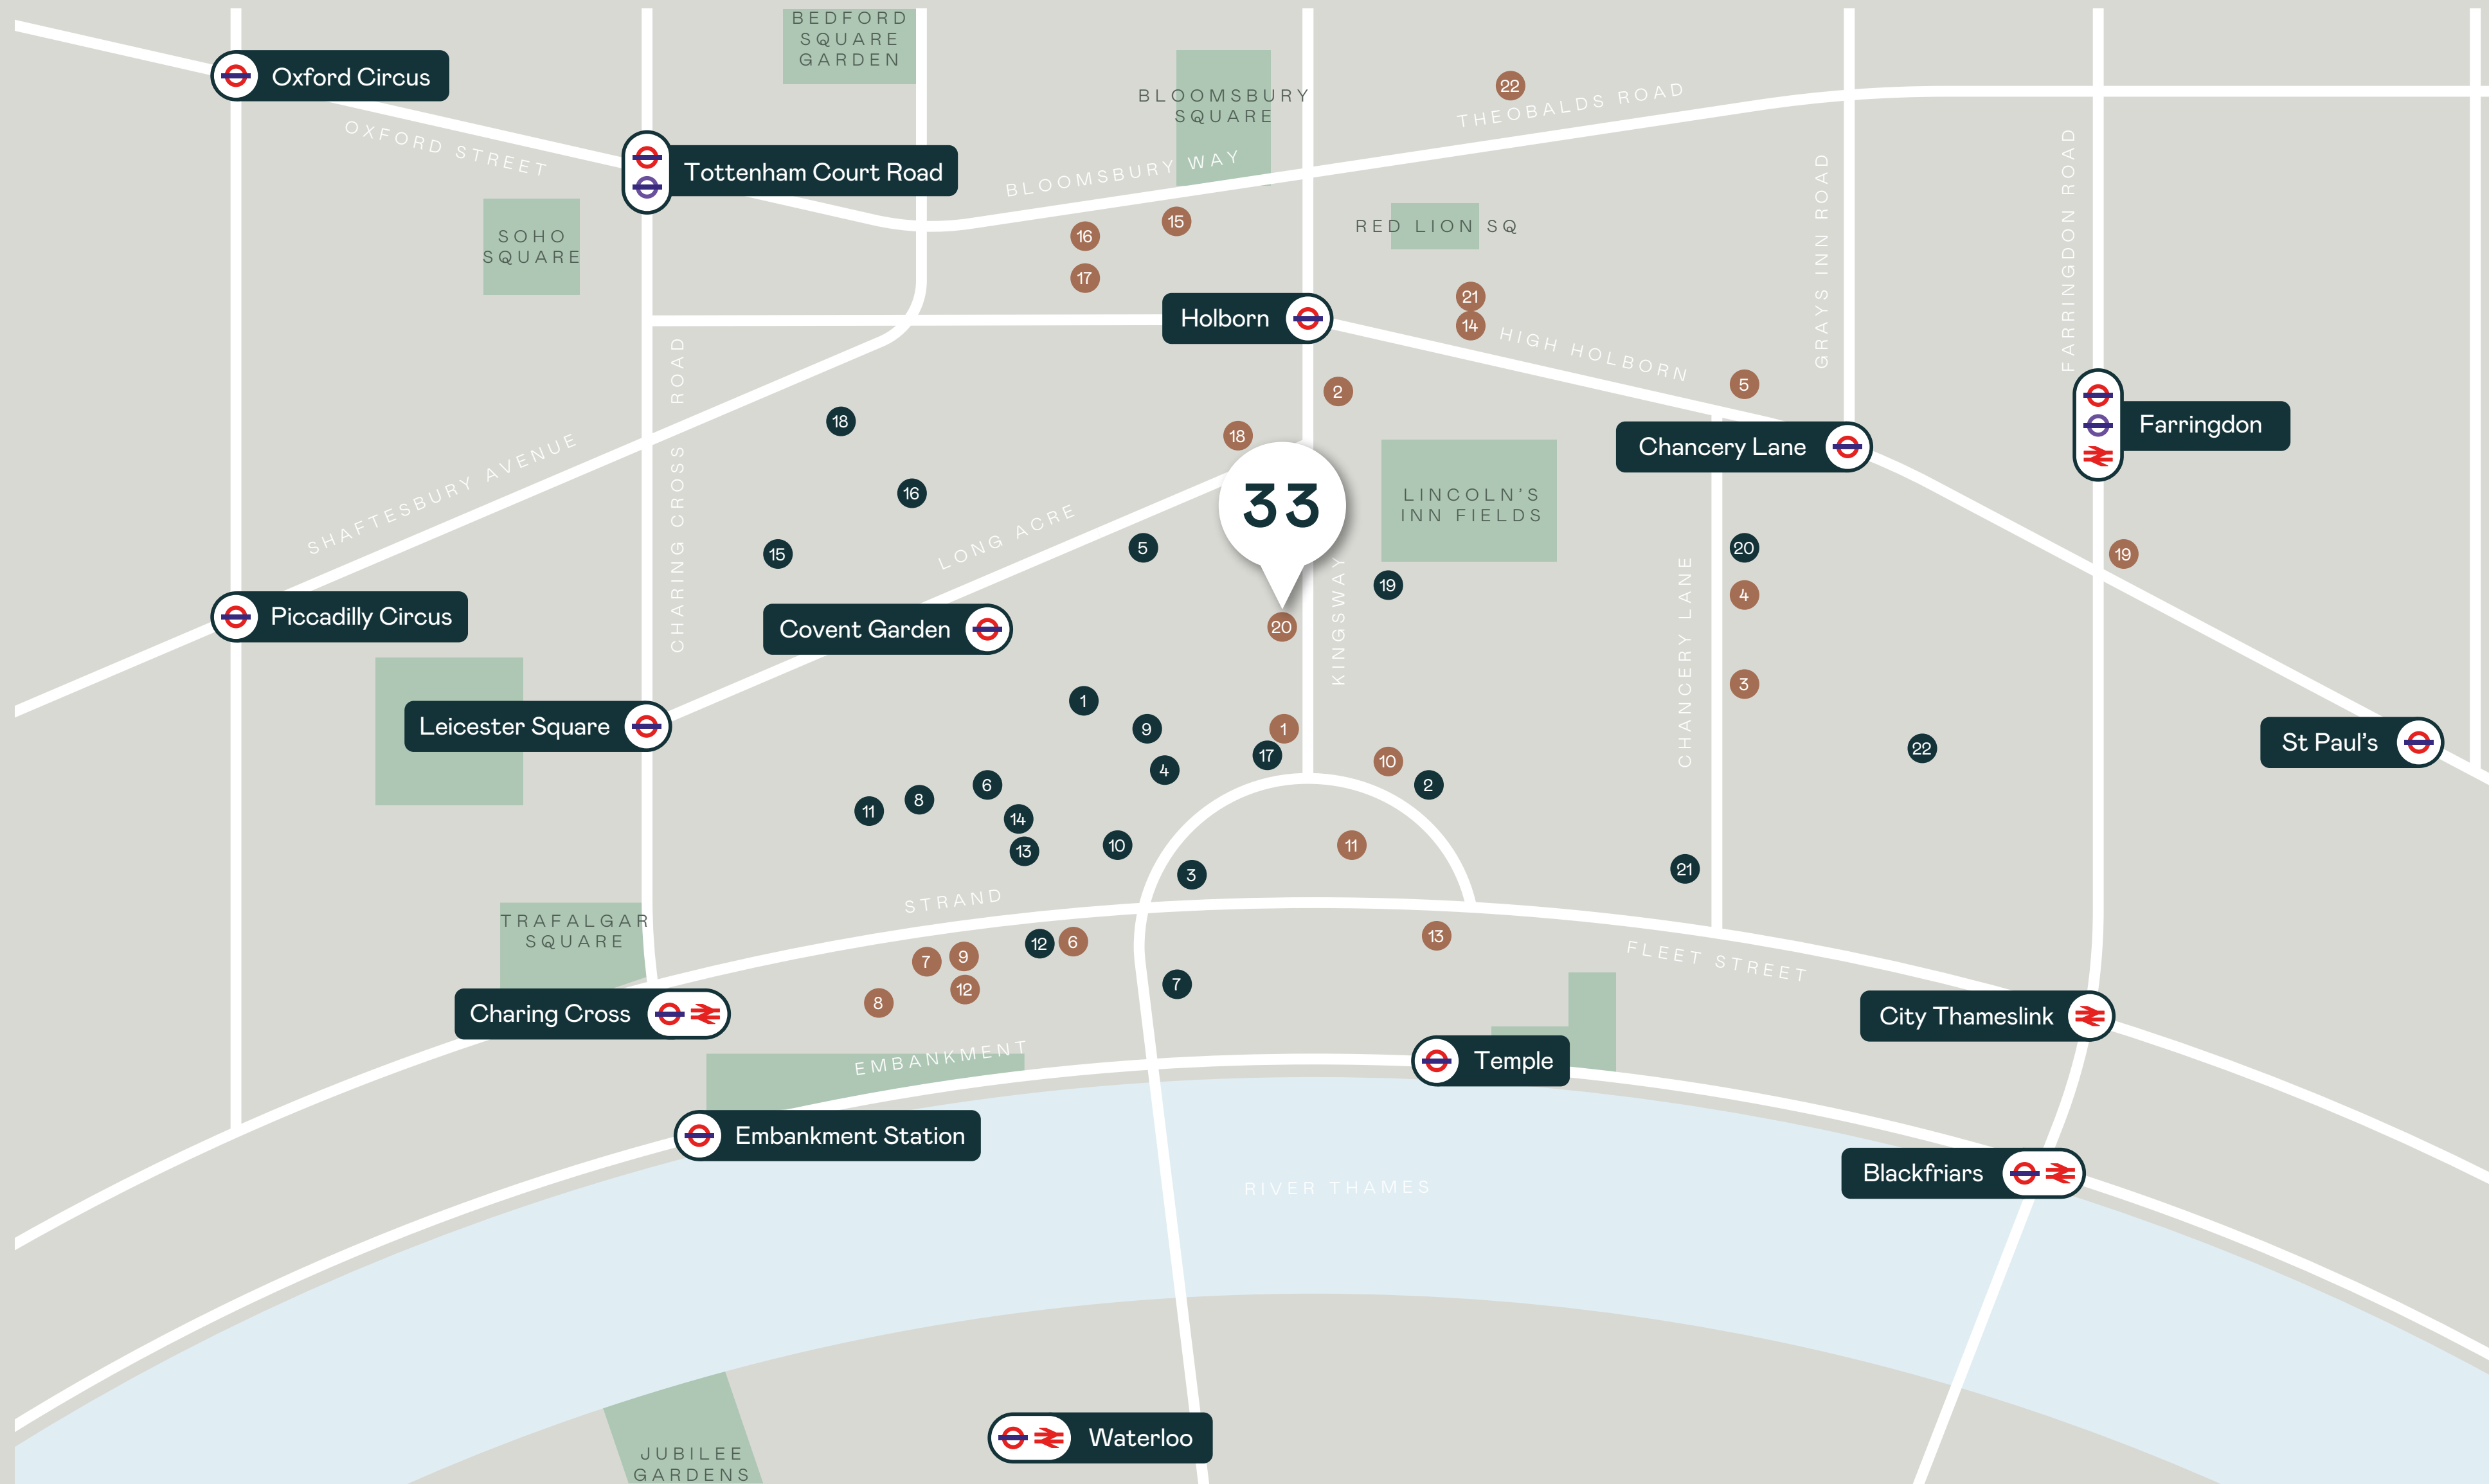 BEDFORD
SQUARE
GARDEN
Oxford Circus
OXFORD STREET
22
BLOOMSBURY
SQUARE
THEOBALDS ROAD
Tottenham Court Road
BLOOMSBURY WAY
SOHO
SQUARE
16
15
17
RED LION SQ
GRAYS INN ROAD
FARRINGDON ROAD
Holborn
21
14
HIGH HOLBORN
5
2
18
18
CHARING CROSS ROAD
SHAFTESBURY AVENUE
Chancery Lane
Farringdon
16
33
LINCOLN'S
INN FIELDS
LONG ACRE
15
5
20
19
19
4
KINGSWAY
CHANCERY LANE
Piccadilly Circus
Covent Garden
20
3
1
Leicester Square
9
1
17
4
10
2
22
St Paul's
6
8
11
14
13
10
11
3
21
STRAND
TRAFALGAR
SQUARE
7
9
12
6
13
FLEET STREET
12
8
7
Charing Cross
City Thameslink
EMBANKMENT
Temple
Embankment Station
Blackfriars
RIVER THAMES
Waterloo
JUBILEE
GARDENS